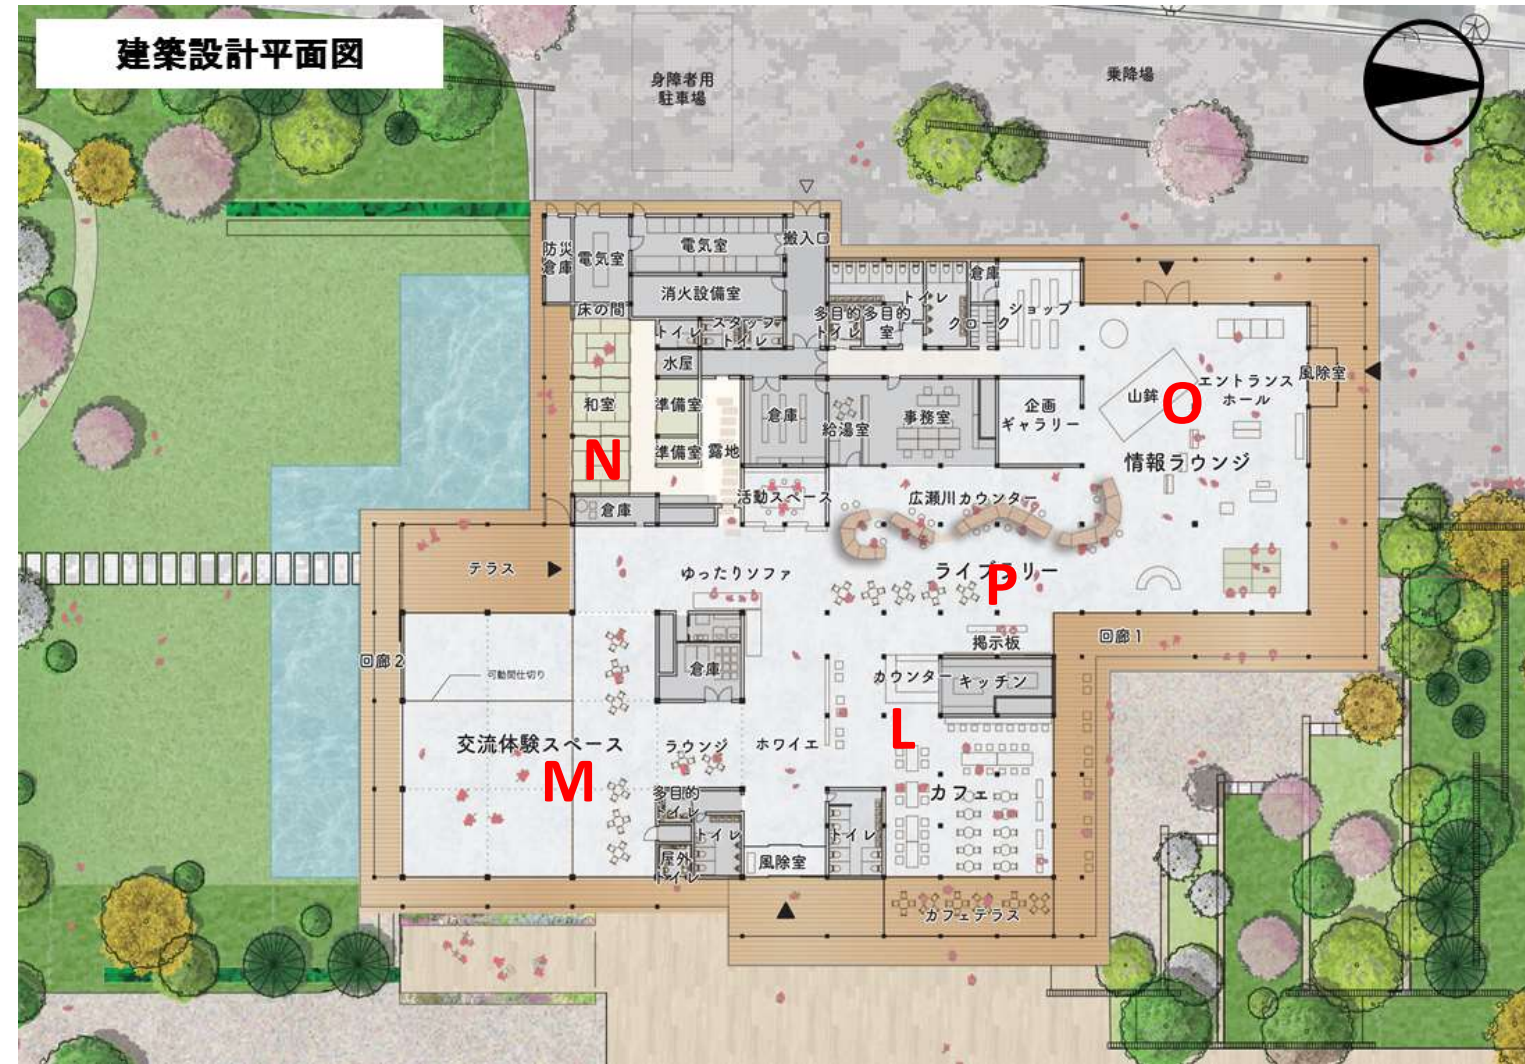 建築設計平面図
身障者用
駐車場
乗降場
防災
倉庫
電気室
電気室
搬入口
消火設備室
床の間
トイレ
スタッフ
トイレ
多目的
トイレ
多目的
室
トイレ
倉庫
クローク
ショップ
水屋
和室
準備室
準備室
露地
倉庫
給湯室
事務室
企画
ギャラリー
山鉾
O
エントランス
ホール
風除室
情報ラウンジ
N
倉庫
活動スペース
広瀬川カウンター
テラス
ゆったりソファ
ライブラリー
P
掲示板
回廊1
回廊2
可動間仕切り
倉庫
カウンター
キッチン
L
交流体験スペース
M
ラウンジ
ホワイエ
カフェ
多目的
トイレ
トイレ
屋外
トイレ
風除室
トイレ
カフェテラス